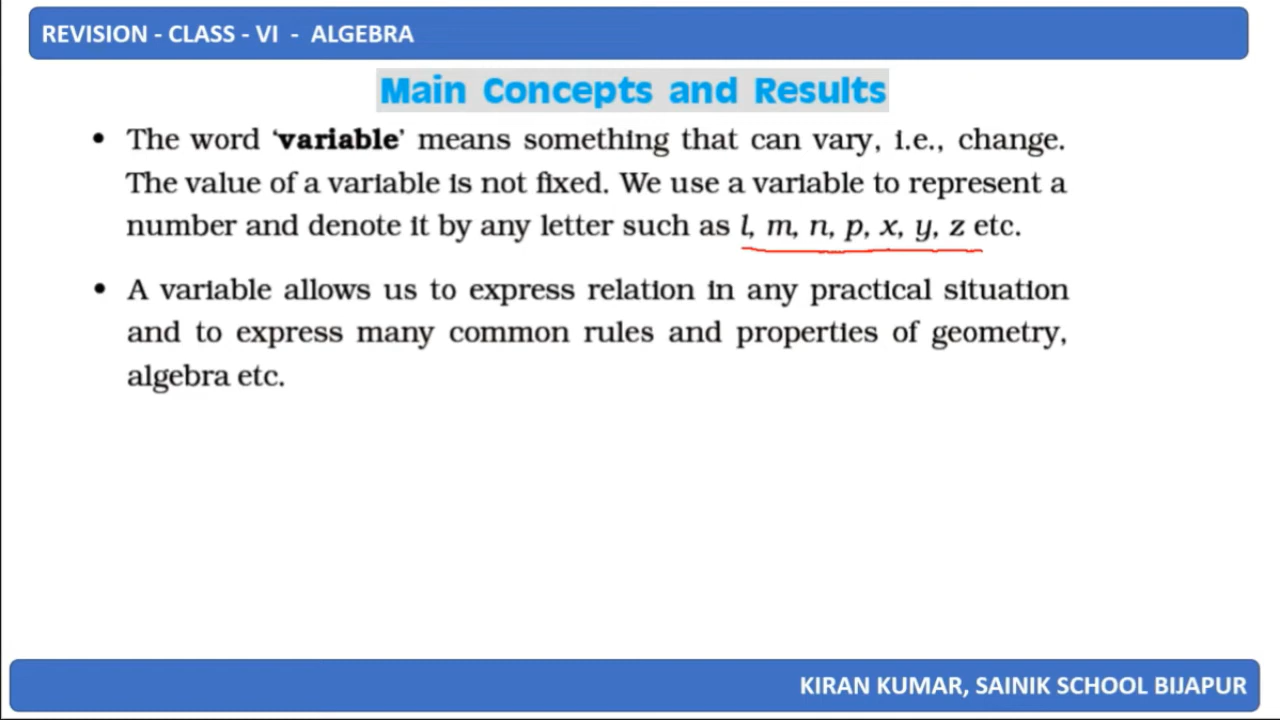 REVISION - CLASS - VI - ALGEBRA
Main Concepts and Results
• The word ‘variable’ means something that can vary, i.e., change.
The value of a variable is not fixed. We use a variable to represent a
number and denote it by any letter such as l, m, n, p, x, y, z etc.
• A variable allows us to express relation in any practical situation
and to express many common rules and properties of geometry,
algebra etc.
KIRAN KUMAR, SAINIK SCHOOL BIJAPUR